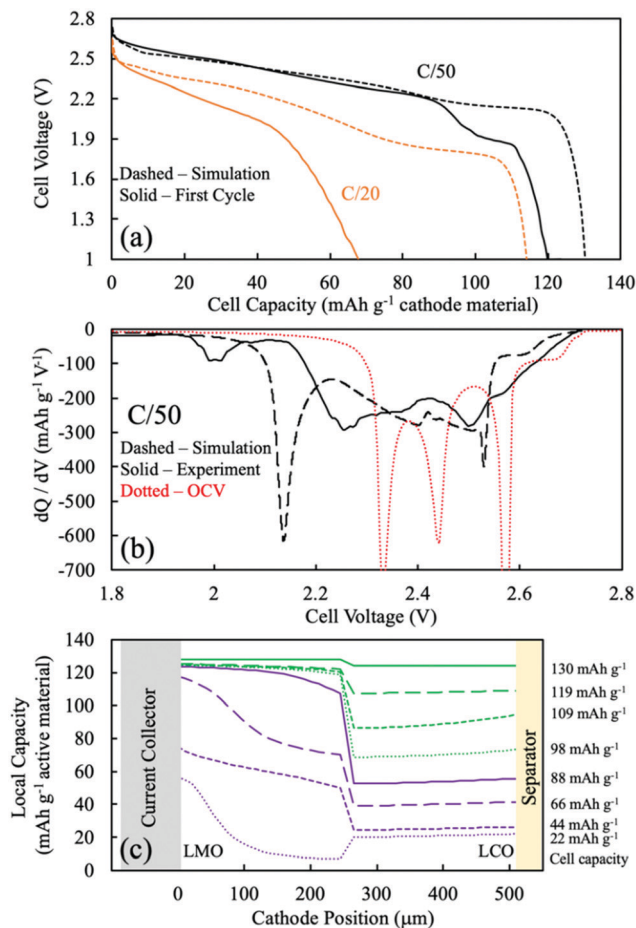 2.8
2.5
2.2
1.9
1.6
1.3
1
Cell Voltage (V)
C/50
C/20
Dashed – Simulation
Solid – First Cycle
(a)
0 20 40 60 80 100 120 140
Cell Capacity (mAh g⁻¹ cathode material)
0
-100
-200
-300
-400
-500
-600
-700
dQ / dV (mAh g⁻¹ V⁻¹)
C/50
Dashed – Simulation
Solid – Experiment
Dotted – OCV
(b)
1.8 2 2.2 2.4 2.6 2.8
Cell Voltage (V)
140
120
100
80
60
40
20
0
Local Capacity
(mAh g⁻¹ active material)
Current Collector
Separator
130 mAh g⁻¹
119 mAh g⁻¹
109 mAh g⁻¹
98 mAh g⁻¹
88 mAh g⁻¹
66 mAh g⁻¹
44 mAh g⁻¹
22 mAh g⁻¹
Cell capacity
(c)
LMO
LCO
0 100 200 300 400 500
Cathode Position (μm)